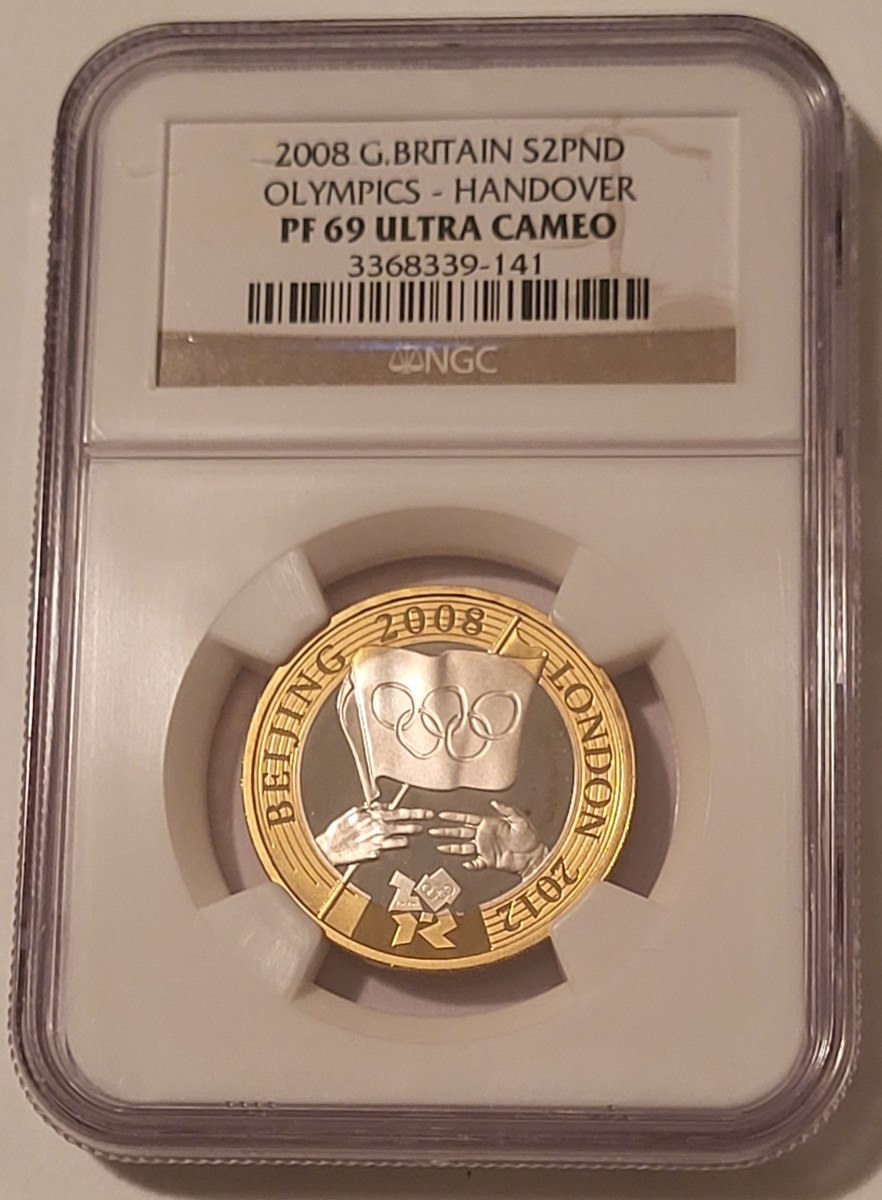 2008 G.BRITAIN S2PND
OLYMPICS - HANDOVER
PF 69 ULTRA CAMEO
3368339-141
NGC
BEIJING 2008
LONDON 2012